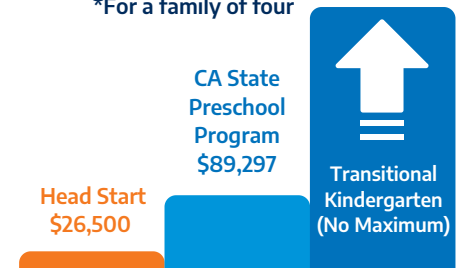 *For a family of four
CA State
Preschool
Program
$89,297
Head Start
$26,500
Transitional
Kindergarten
(No Maximum)